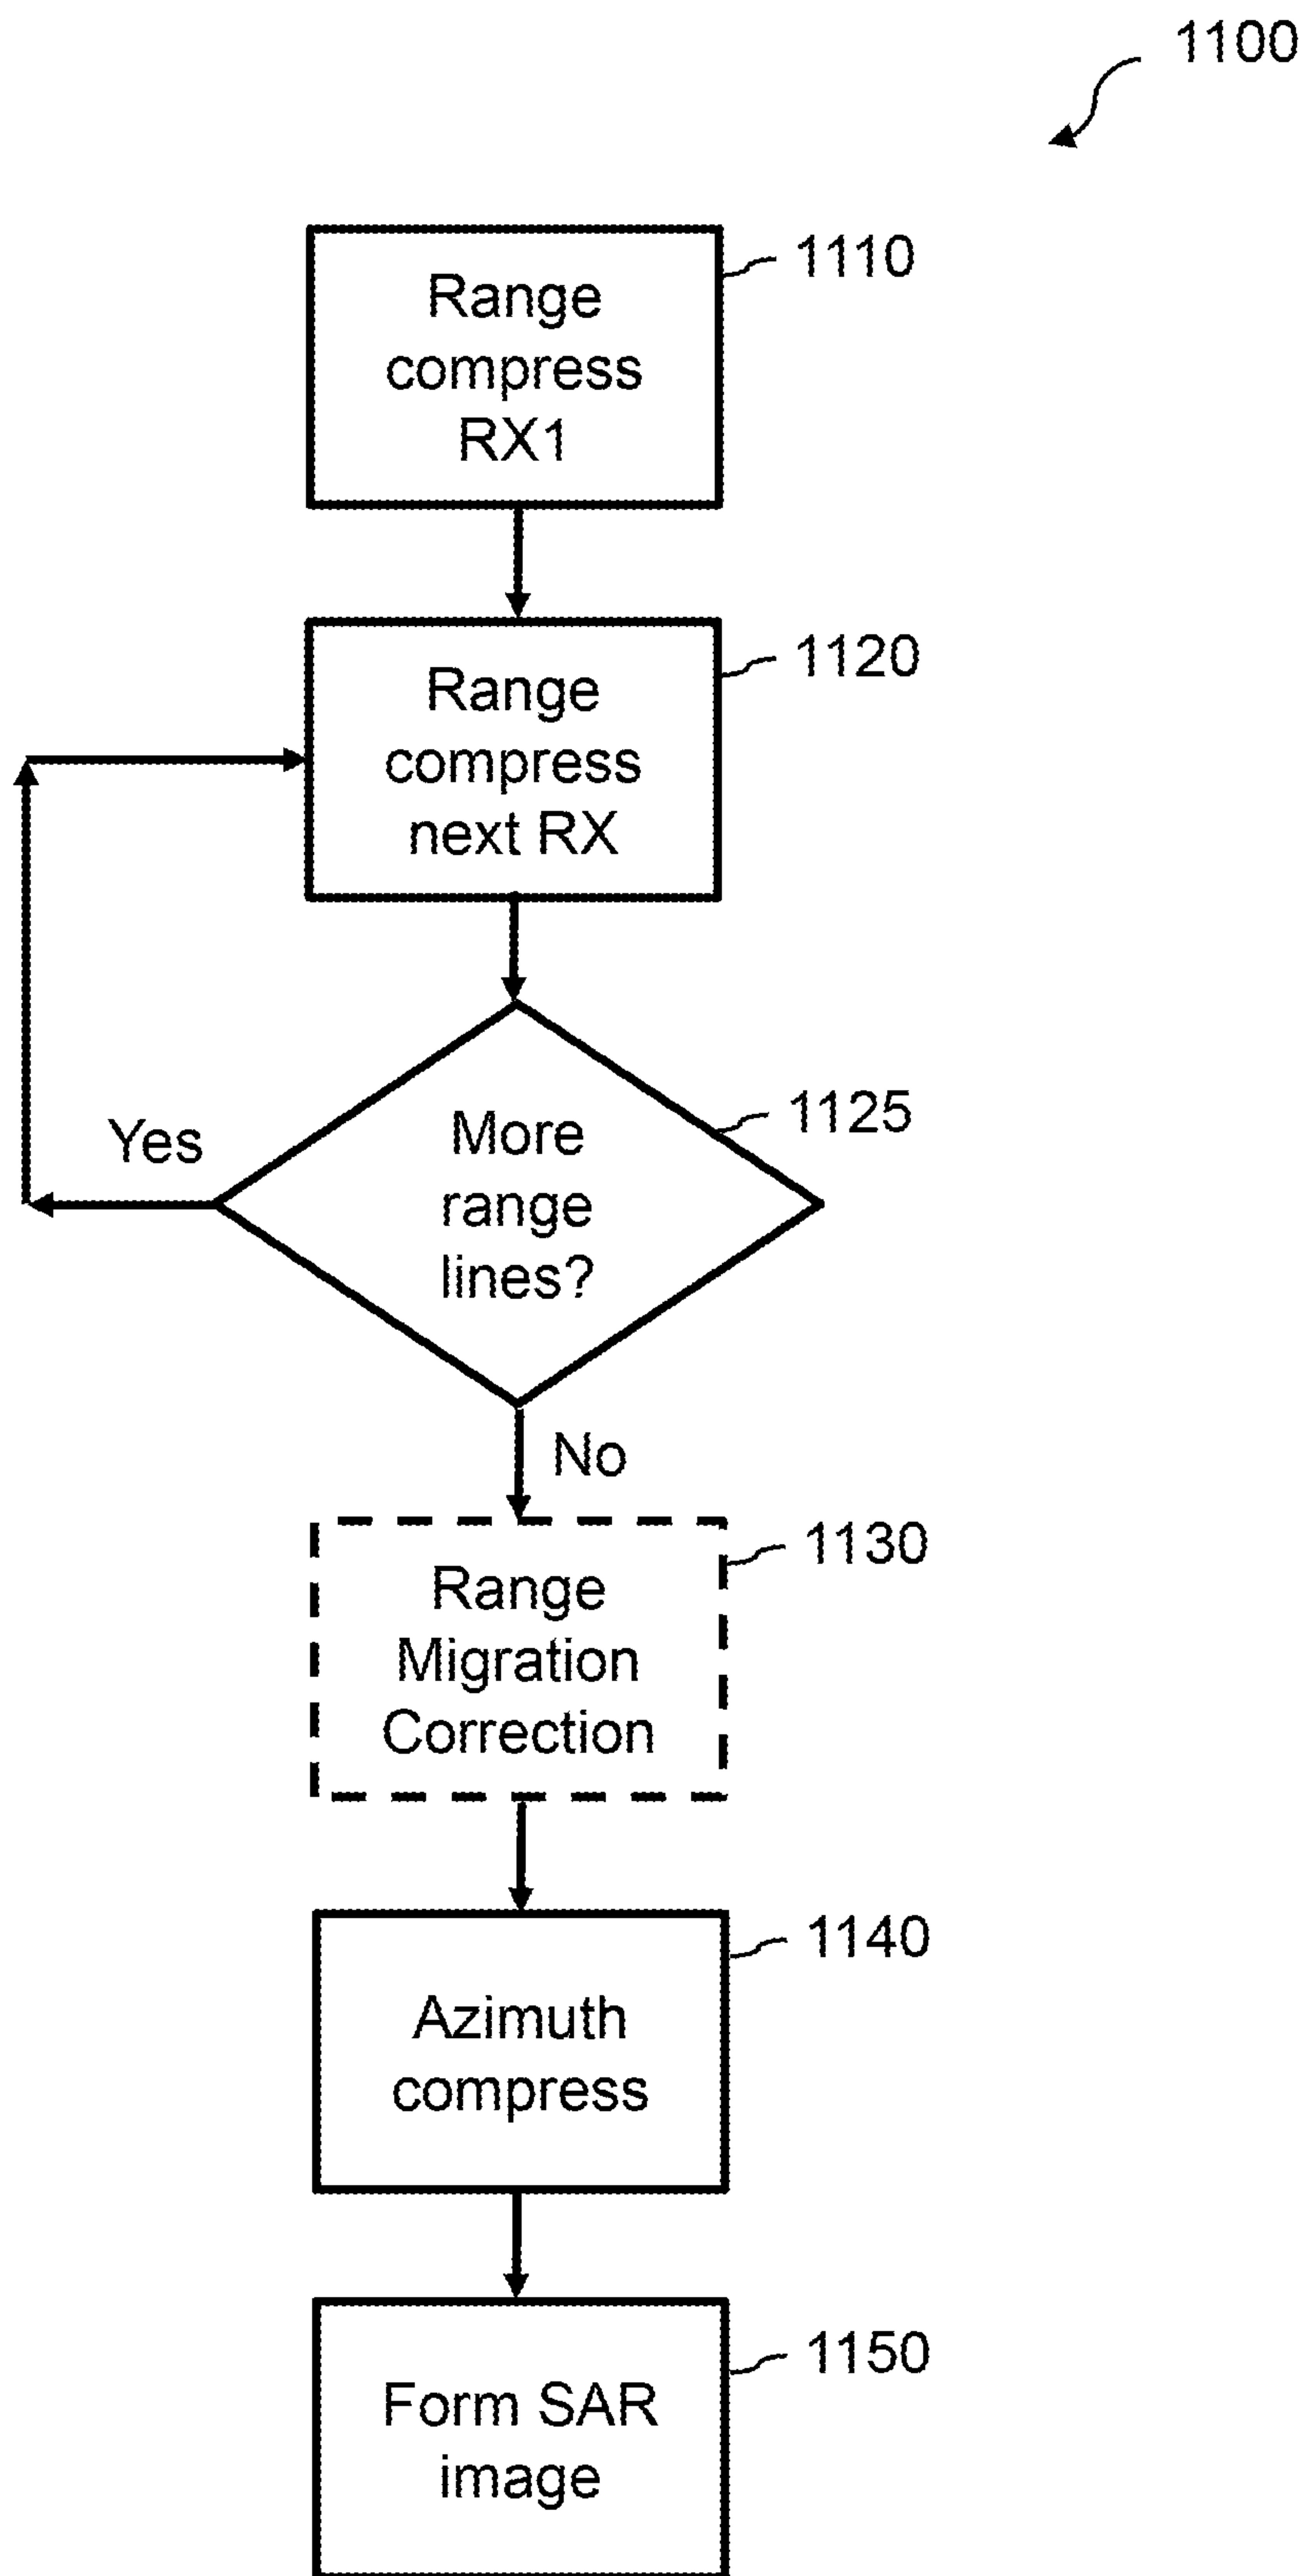 1100
Range
compress
RX1
1110
Range
compress
next RX
1120
More
range
lines?
1125
Yes
No
Range
Migration
Correction
1130
Azimuth
compress
1140
Form SAR
image
1150